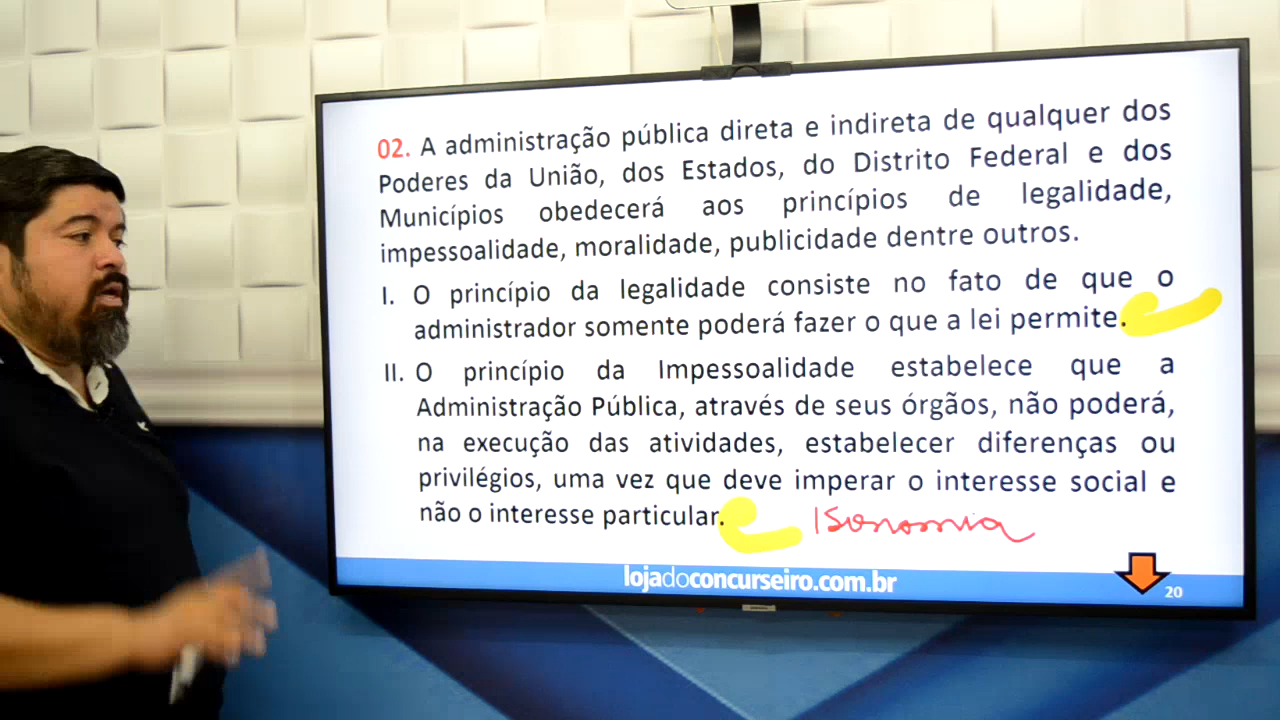 02. A administração pública direta e indireta de qualquer dos
Poderes da União, dos Estados, do Distrito Federal e dos
Municípios obedecerá aos princípios de legalidade,
impessoalidade, moralidade, publicidade dentre outros.
I. O princípio da legalidade consiste no fato de que o
administrador somente poderá fazer o que a lei permite.
II. O princípio da Impessoalidade estabelece que a
Administração Pública, através de seus órgãos, não poderá,
na execução das atividades, estabelecer diferenças ou
privilégios, uma vez que deve imperar o interesse social e
não o interesse particular. Isonomia
lojadoconcurseiro.com.br
20